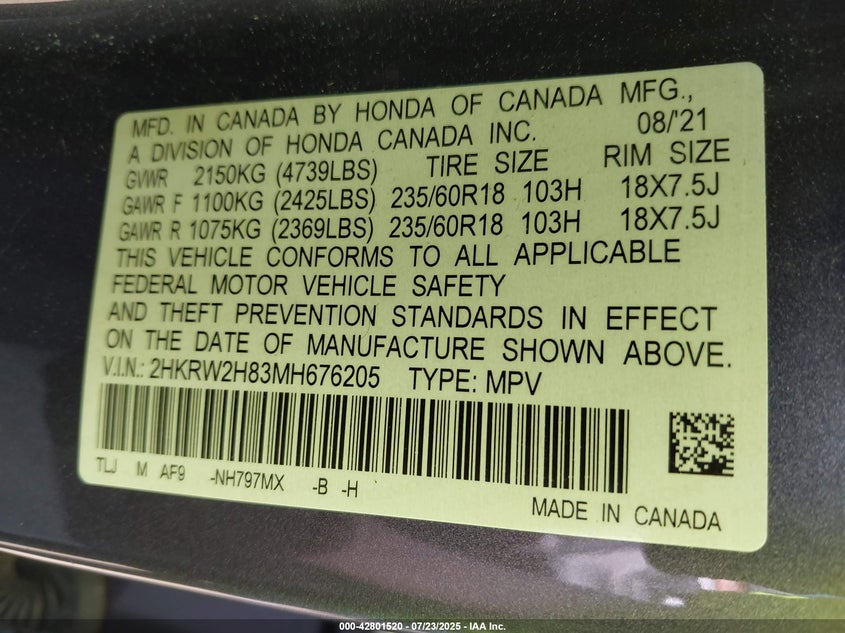 MFD. IN CANADA BY HONDA OF CANADA MFG.,
A DIVISION OF HONDA CANADA INC. 08/'21
GVWR 2150KG (4739LBS) TIRE SIZE RIM SIZE
GAWR F 1100KG (2425LBS) 235/60R18 103H 18X7.5J
GAWR R 1075KG (2369LBS) 235/60R18 103H 18X7.5J
THIS VEHICLE CONFORMS TO ALL APPLICABLE
FEDERAL MOTOR VEHICLE SAFETY
AND THEFT PREVENTION STANDARDS IN EFFECT
ON THE DATE OF MANUFACTURE SHOWN ABOVE.
V.I.N.: 2HKRW2H83MH676205 TYPE: MPV
TLJ M AF9 -NH797MX -B -H
MADE IN CANADA
000-42801520 - 07/23/2025 - IAA Inc.